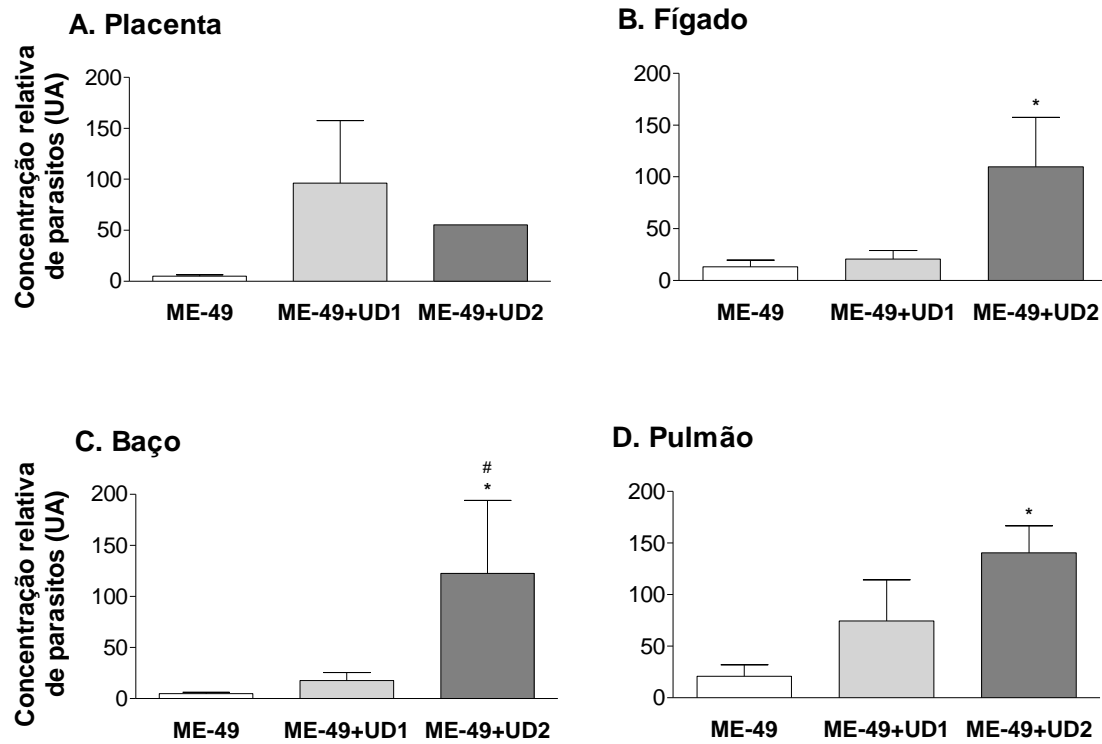 A. Placenta
Concentração relativa
de parasitos (UA)
200
150
100
50
0
ME-49 ME-49+UD1 ME-49+UD2
B. Fígado
200
150
100
50
0
*
ME-49 ME-49+UD1 ME-49+UD2
C. Baço
Concentração relativa
de parasitos (UA)
200
150
100
50
0
#
*
ME-49 ME-49+UD1 ME-49+UD2
D. Pulmão
200
150
100
50
0
*
ME-49 ME-49+UD1 ME-49+UD2